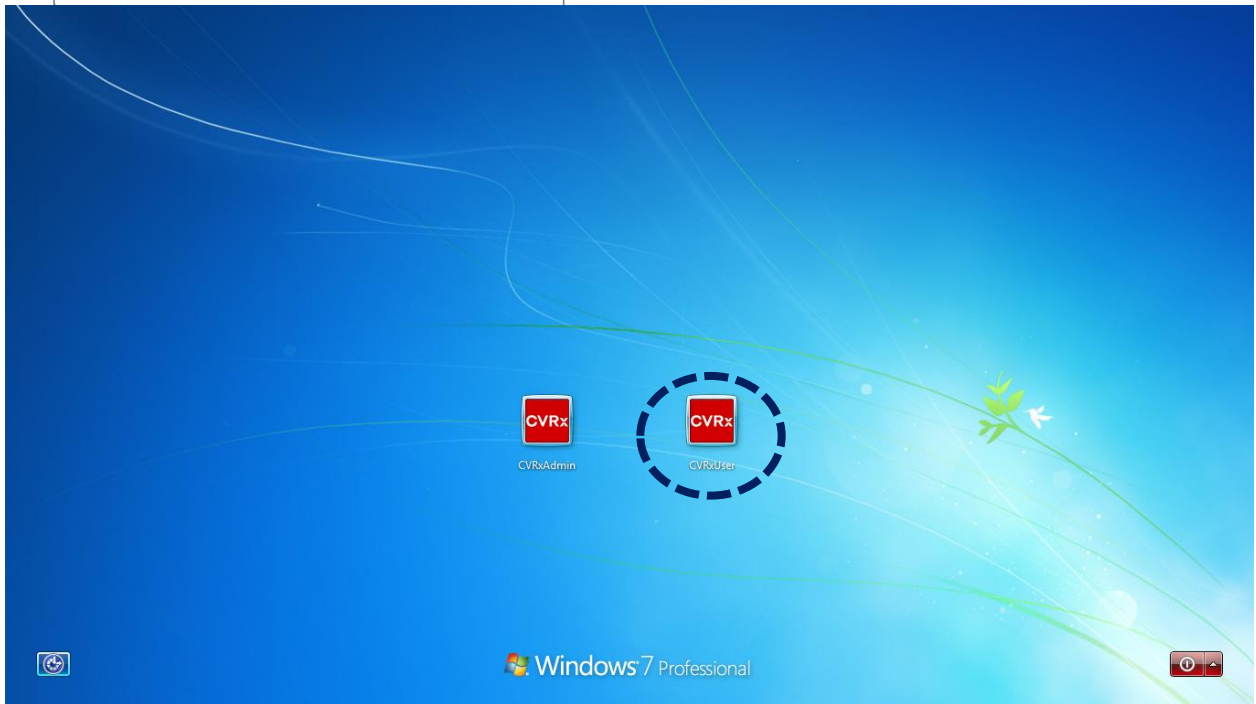 CVRx
CVRx
CVRxAdmin
CVRxUser
Windows 7 Professional